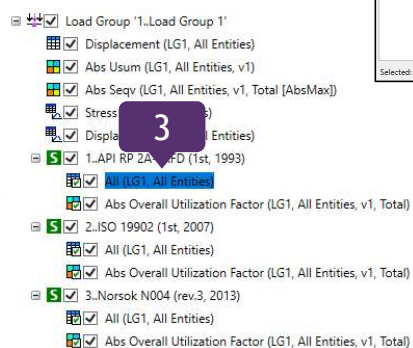 Load Group '1..Load Group 1'
Displacement (LG1, All Entities)
Abs Usum (LG1, All Entities, v1)
Abs Seqv (LG1, All Entities, v1, Total [AbsMax])
Selected:
Stress s)
Displa l Entities)
3
1..API RP 2A- FD (1st, 1993)
All (LG1, All Entities)
Abs Overall Utilization Factor (LG1, All Entities, v1, Total)
2..ISO 19902 (1st, 2007)
All (LG1, All Entities)
Abs Overall Utilization Factor (LG1, All Entities, v1, Total)
3..Norsok N004 (rev.3, 2013)
All (LG1, All Entities)
Abs Overall Utilization Factor (LG1, All Entities, v1, Total)